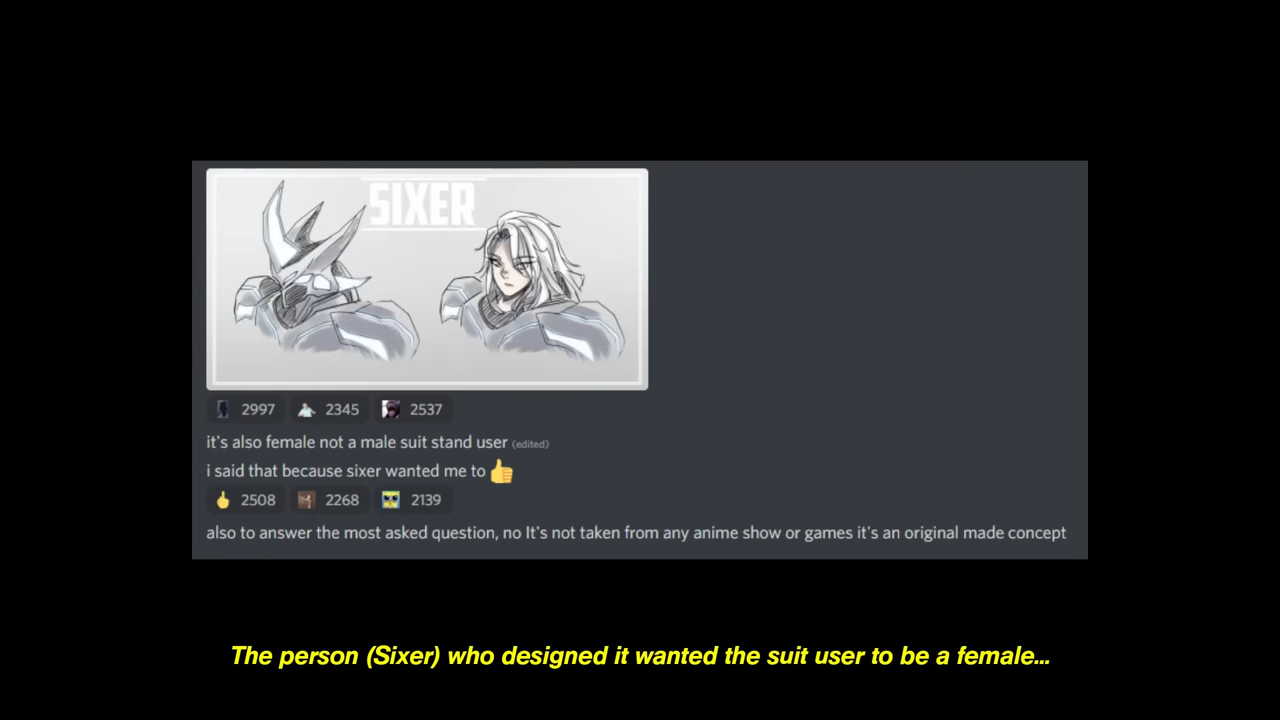 SIXER
2997 2345 2537
it's also female not a male suit stand user (edited)
i said that because sixer wanted me to 👍
2508 2268 2139
also to answer the most asked question, no It's not taken from any anime show or games it's an original made concept
The person (Sixer) who designed it wanted the suit user to be a female...